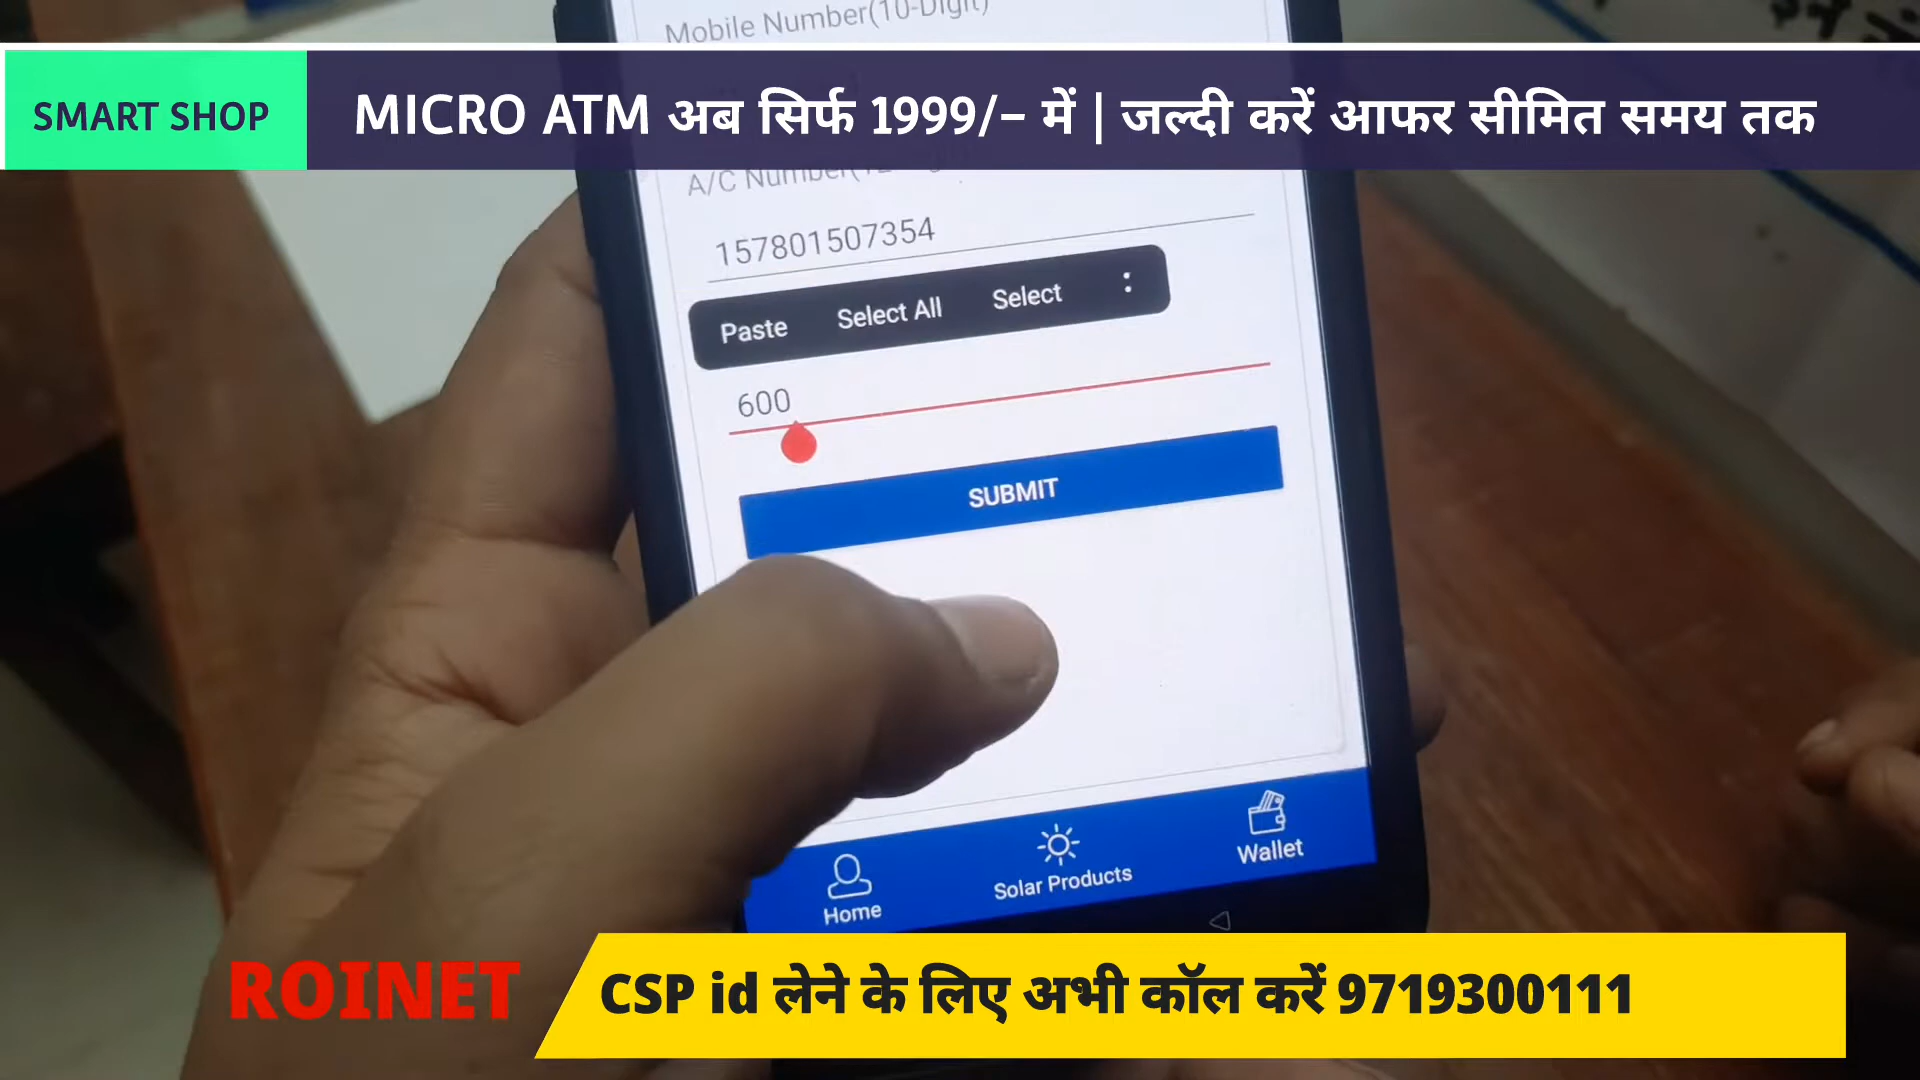 Mobile Number(10-Digit)
SMART SHOP
MICRO ATM अब सिर्फ 1999/- में | जल्दी करें आफर सीमित समय तक
A/C Number(12
157801507354
Paste Select All Select
600
SUBMIT
Home Solar Products Wallet
ROINET
CSP id लेने के लिए अभी कॉल करें 9719300111